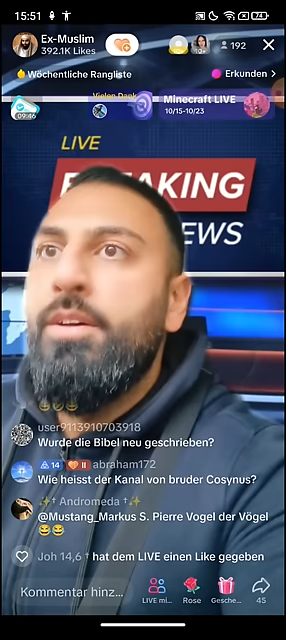 15:51
74
Ex-Muslim
392.1K Likes
10+
192
Wöchentliche Rangliste
Erkunden >
Vielen Dank
Minecraft LIVE
10/15-10/23
09:46
LIVE
BREAKING
NEWS
user9113910703918
Wurde die Bibel neu geschrieben?
14 II abraham172
Wie heisst der Kanal von bruder Cosynus?
✨† Andromeda †✨
@Mustang_Markus S. Pierre Vogel der Vögel
😂😂
Joh 14,6 † hat dem LIVE einen Like gegeben
Kommentar hinz...
LIVE mi...
Rose
Gesche...
45